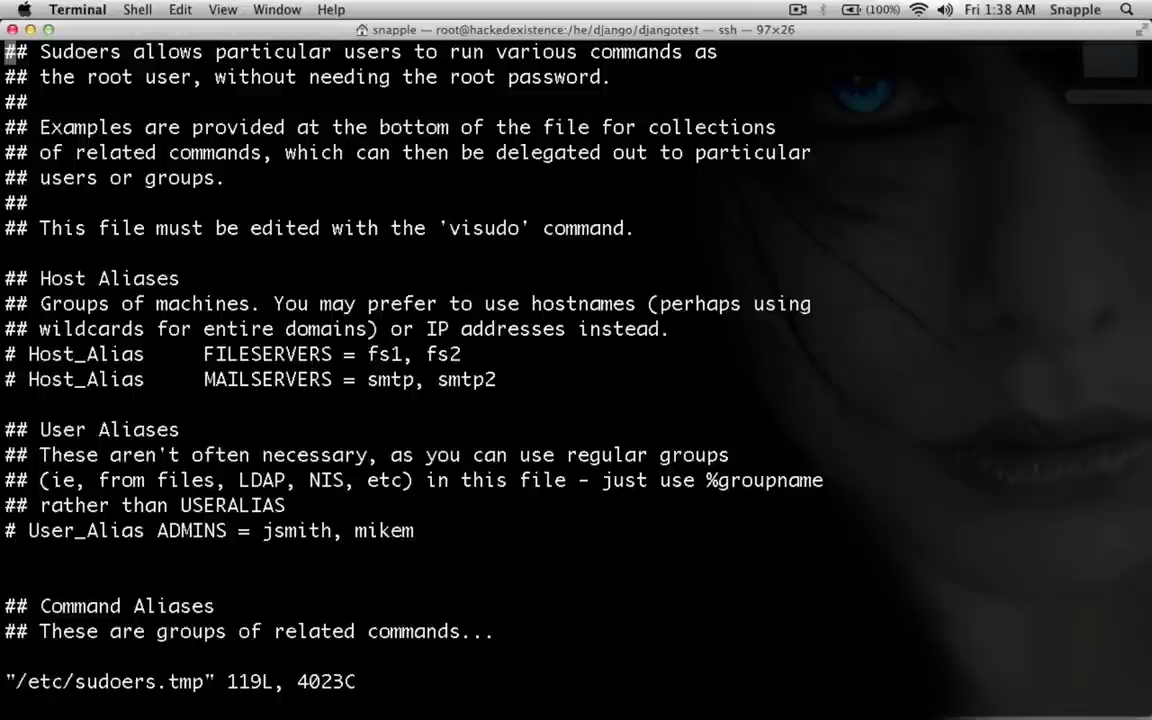 Terminal Shell Edit View Window Help (100%) Fri 1:38 AM Snapple
snapple — root@hackedexistence:/he/django/djangotest — ssh — 97×26
## Sudoers allows particular users to run various commands as
## the root user, without needing the root password.
##
## Examples are provided at the bottom of the file for collections
## of related commands, which can then be delegated out to particular
## users or groups.
##
## This file must be edited with the 'visudo' command.
## Host Aliases
## Groups of machines. You may prefer to use hostnames (perhaps using
## wildcards for entire domains) or IP addresses instead.
# Host_Alias     FILESERVERS = fs1, fs2
# Host_Alias     MAILSERVERS = smtp, smtp2
## User Aliases
## These aren't often necessary, as you can use regular groups
## (ie, from files, LDAP, NIS, etc) in this file - just use %groupname
## rather than USERALIAS
# User_Alias ADMINS = jsmith, mikem
## Command Aliases
## These are groups of related commands...
"/etc/sudoers.tmp" 119L, 4023C